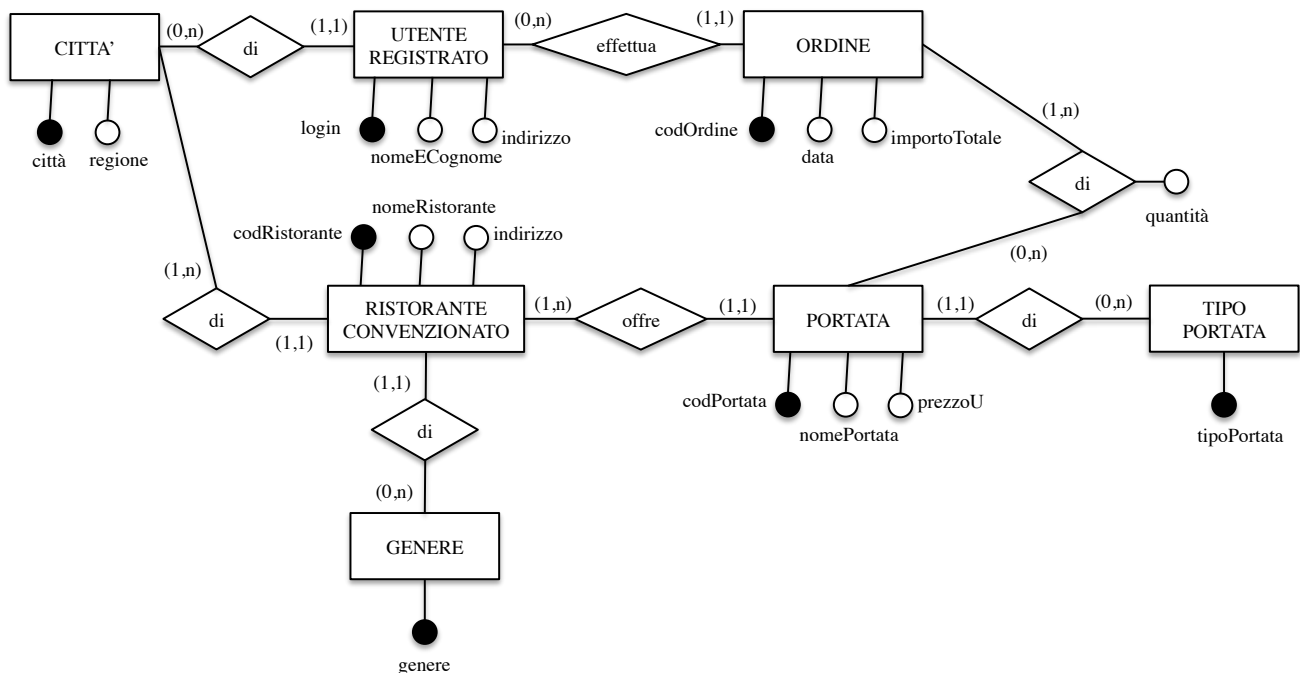 (0,n)
(1,1)
(0,n)
(1,1)
CITTA'
di
UTENTE
REGISTRATO
effettua
ORDINE
(1,n)
login
indirizzo
codOrdine
importoTotale
città
regione
nomeECognome
data
di
quantità
nomeRistorante
codRistorante
indirizzo
(0,n)
(1,n)
(1,n)
(1,1)
(1,1)
(0,n)
di
RISTORANTE
CONVENZIONATO
offre
PORTATA
di
TIPO
PORTATA
(1,1)
(1,1)
codPortata
prezzoU
nomePortata
tipoPortata
di
(0,n)
GENERE
genere